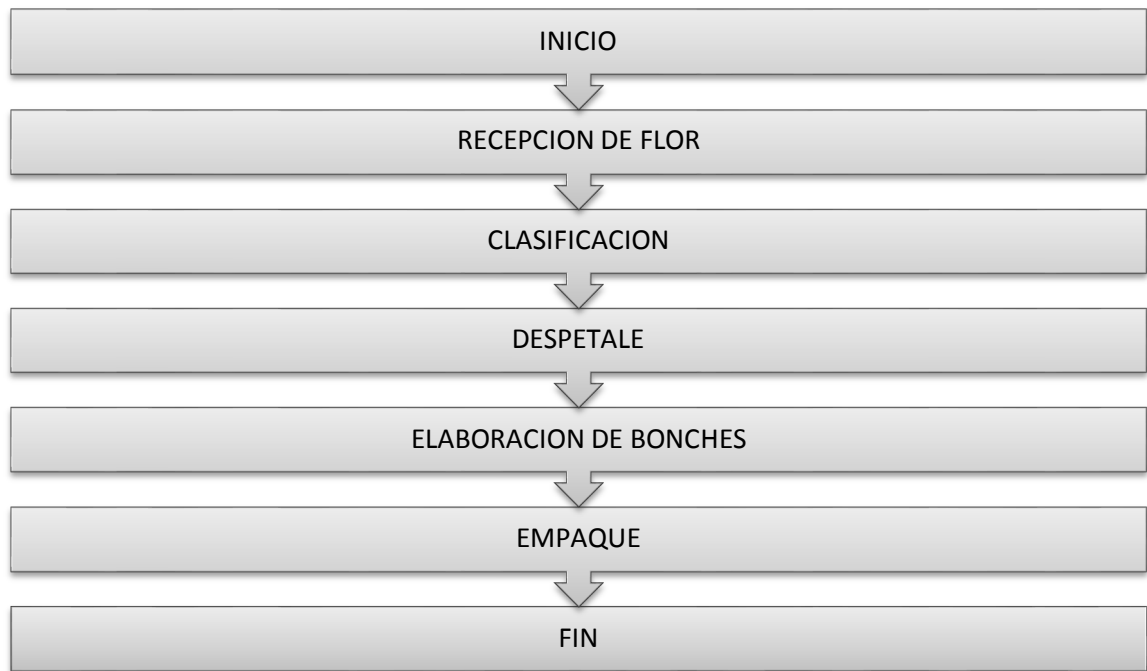 INICIO
RECEPCION DE FLOR
CLASIFICACION
DESPETALE
ELABORACION DE BONCHES
EMPAQUE
FIN